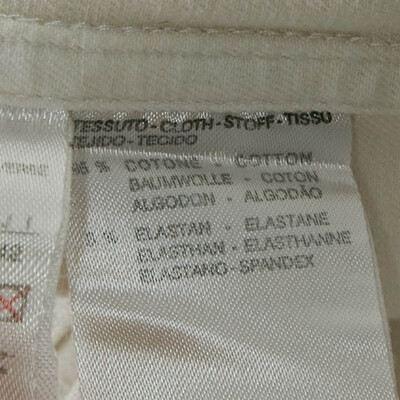 TESSUTO - CLOTH - STOFF - TISSU
TEJIDO - TECIDO
% COTONE - COTTON
BAUMWOLLE - COTON
ALGODON - ALGODÃO
% ELASTAN - ELASTANE
ELASTHAN - ELASTHANNE
ELASTANO - SPANDEX